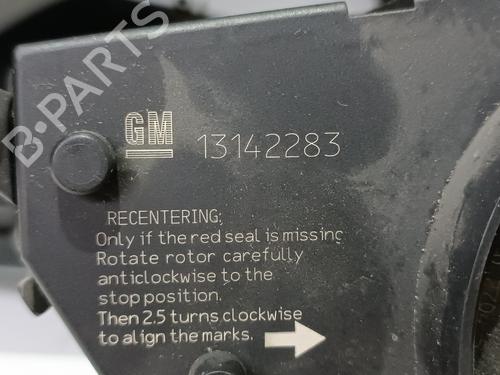 B-PARTS
GM 13142283
RECENTERING:
Only if the red seal is missing
Rotate rotor carefully
anticlockwise to the
stop position.
Then 2.5 turns clockwise
to align the marks.